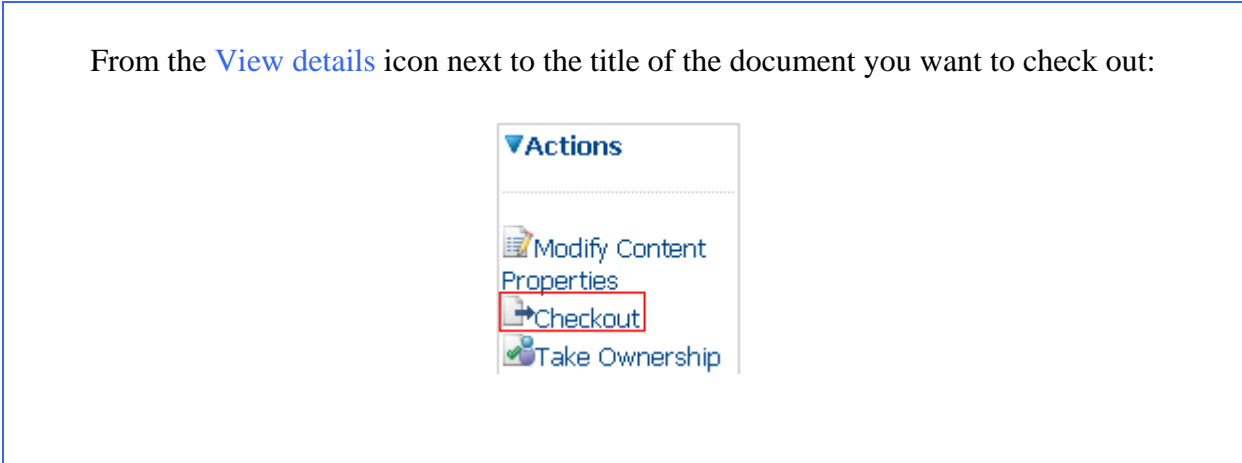 From the View details icon next to the title of the document you want to check out:
Actions
Modify Content
Properties
Checkout
Take Ownership